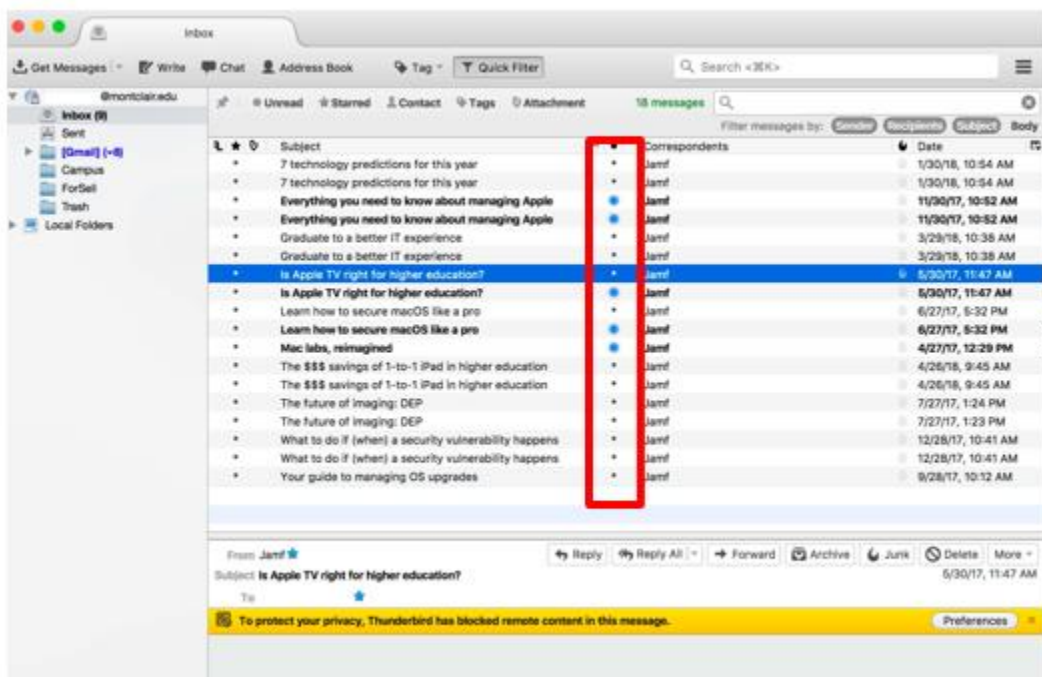 Inbox
Get Messages Write Chat Address Book Tag Quick Filter Search <⌘K>
@montclair.edu
Inbox (9)
Sent
[Gmail] (~8)
Campus
ForSell
Trash
Local Folders
Unread Starred Contact Tags Attachment 18 messages
Filter messages by: Sender Recipients Subject Body
Subject Correspondents Date
7 technology predictions for this year Jamf 1/30/18, 10:54 AM
7 technology predictions for this year Jamf 1/30/18, 10:54 AM
Everything you need to know about managing Apple Jamf 11/30/17, 10:52 AM
Everything you need to know about managing Apple Jamf 11/30/17, 10:52 AM
Graduate to a better IT experience Jamf 3/29/18, 10:38 AM
Graduate to a better IT experience Jamf 3/29/18, 10:38 AM
Is Apple TV right for higher education? Jamf 5/30/17, 11:47 AM
Is Apple TV right for higher education? Jamf 5/30/17, 11:47 AM
Learn how to secure macOS like a pro Jamf 6/27/17, 5:32 PM
Learn how to secure macOS like a pro Jamf 6/27/17, 5:32 PM
Mac labs, reimagined Jamf 4/27/17, 12:29 PM
The $$$ savings of 1-to-1 iPad in higher education Jamf 4/26/18, 9:45 AM
The $$$ savings of 1-to-1 iPad in higher education Jamf 4/26/18, 9:45 AM
The future of imaging: DEP Jamf 7/27/17, 1:24 PM
The future of imaging: DEP Jamf 7/27/17, 1:23 PM
What to do if (when) a security vulnerability happens Jamf 12/28/17, 10:41 AM
What to do if (when) a security vulnerability happens Jamf 12/28/17, 10:41 AM
Your guide to managing OS upgrades Jamf 9/28/17, 10:12 AM
From Jamf Reply Reply All Forward Archive Junk Delete More
Subject Is Apple TV right for higher education? 5/30/17, 11:47 AM
To
To protect your privacy, Thunderbird has blocked remote content in this message. Preferences